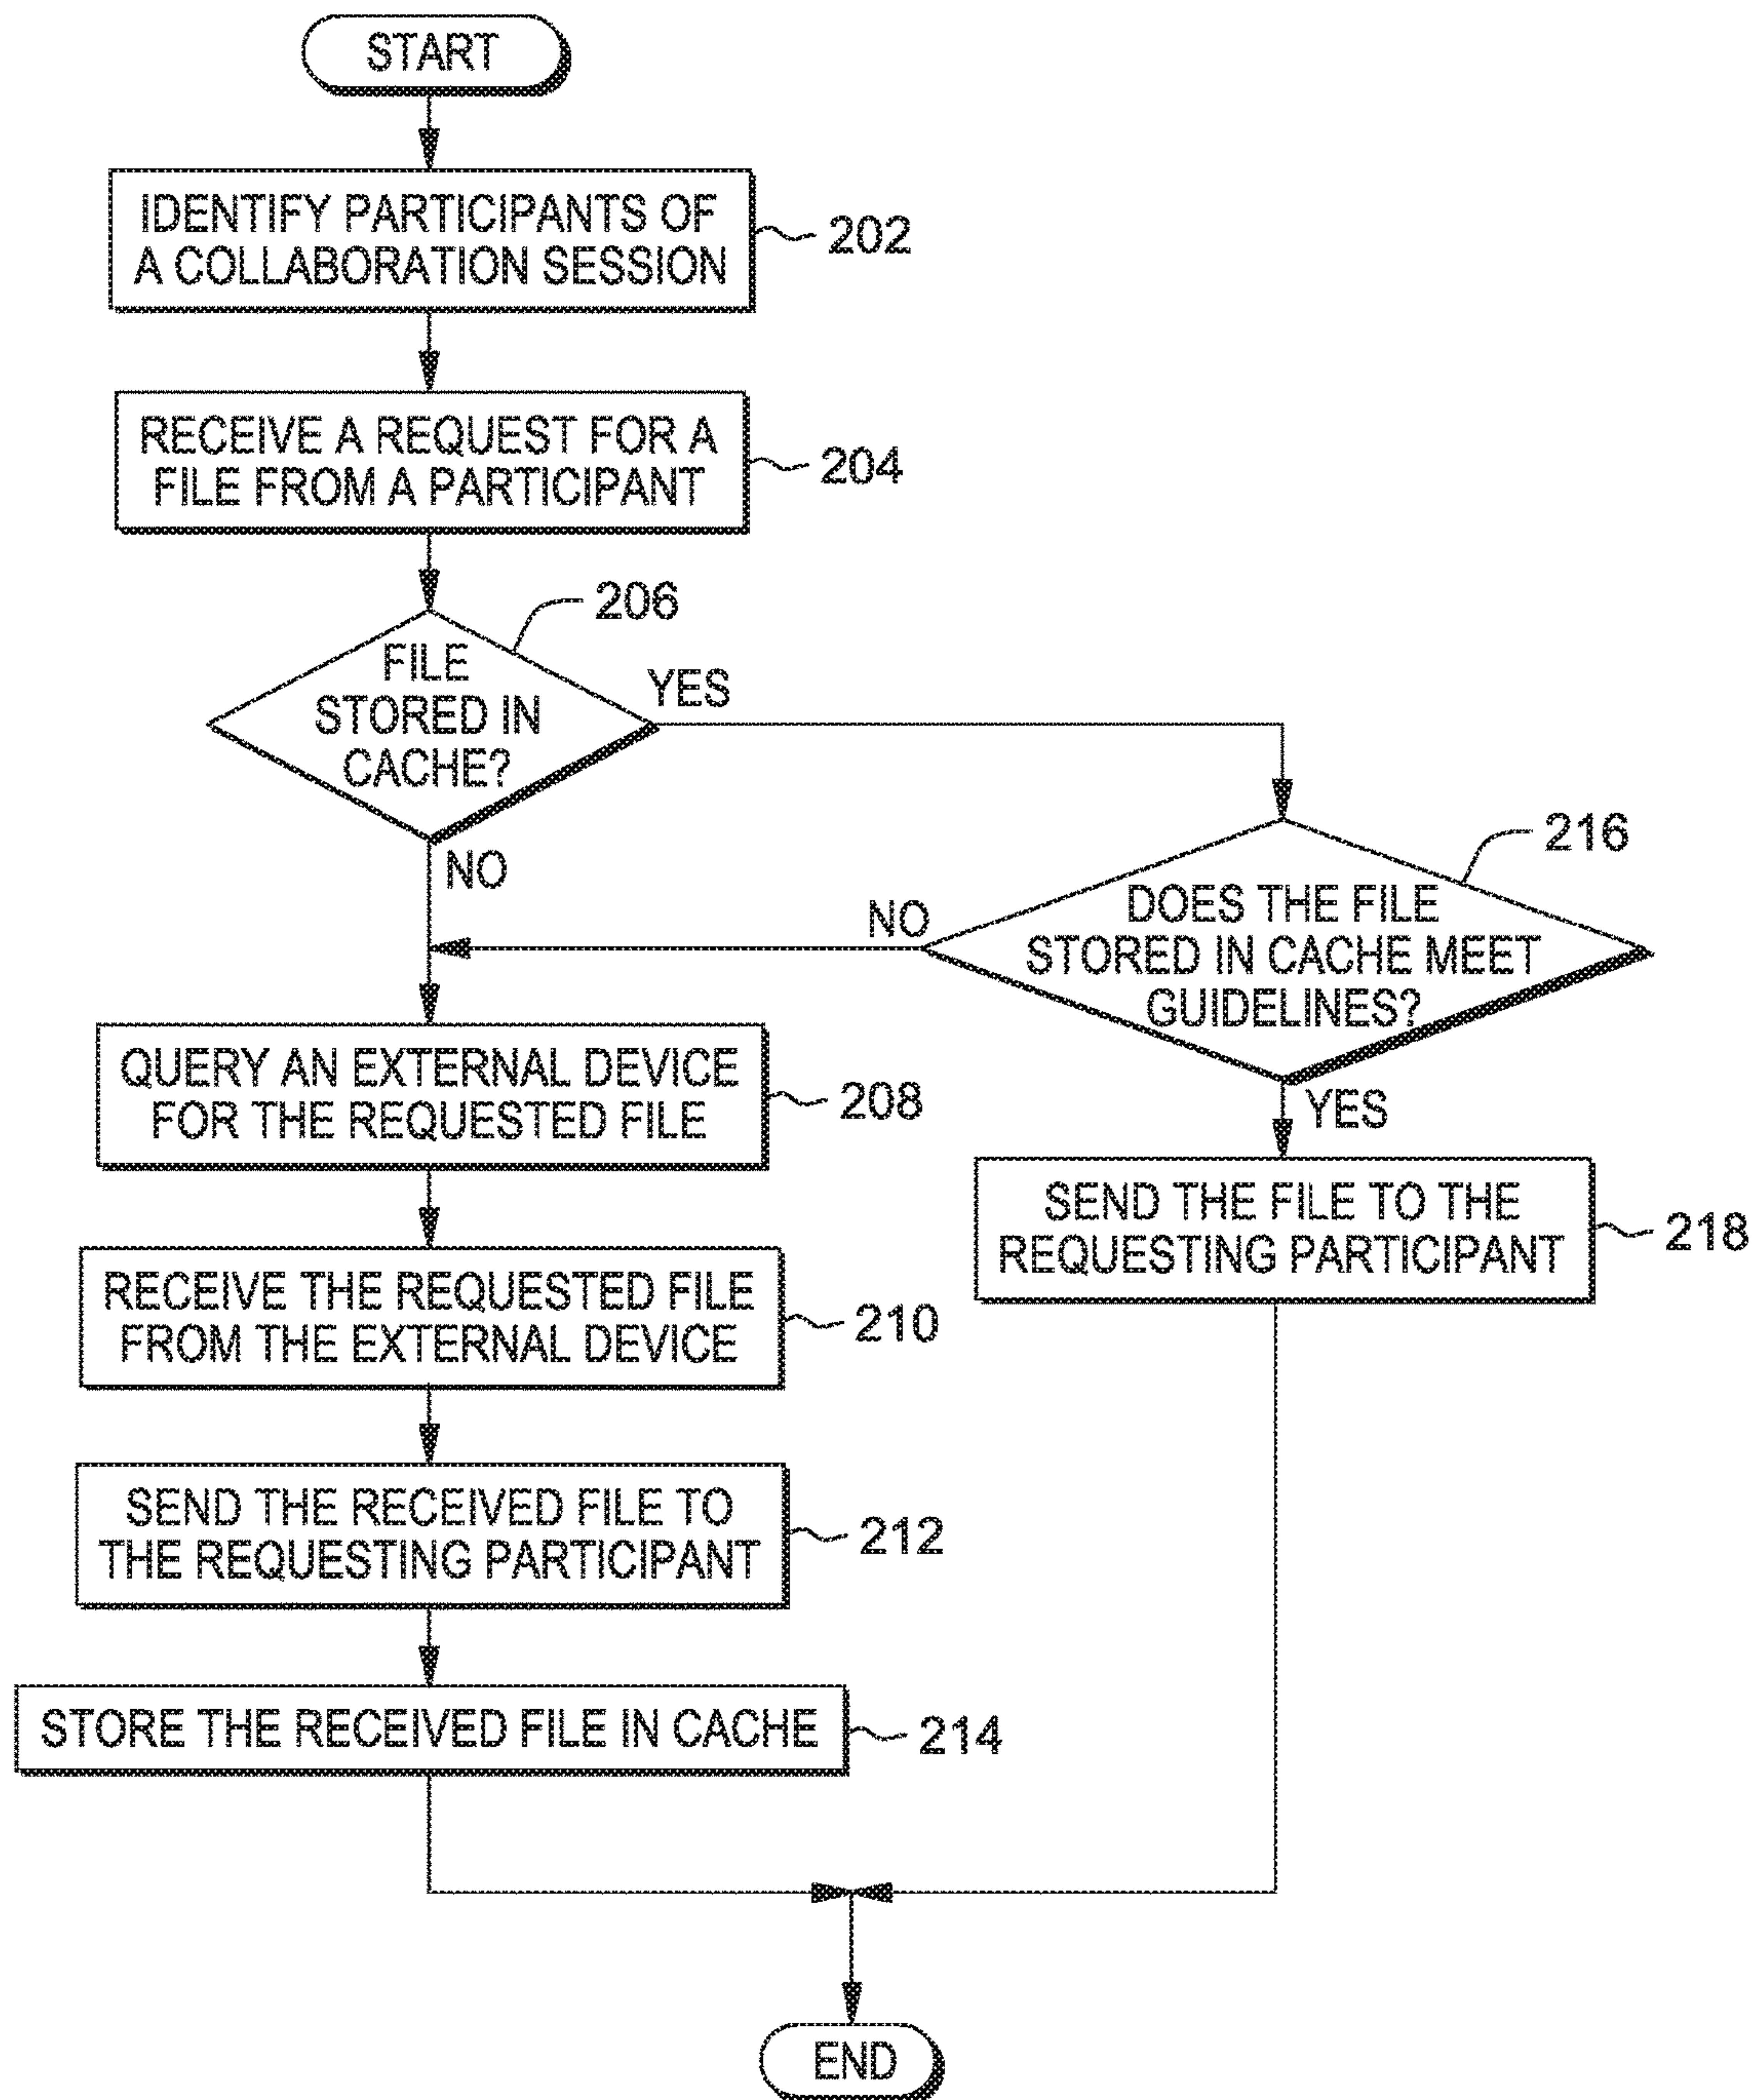 START
IDENTIFY PARTICIPANTS OF
A COLLABORATION SESSION
202
RECEIVE A REQUEST FOR A
FILE FROM A PARTICIPANT
204
206
FILE
STORED IN
CACHE?
YES
NO
216
DOES THE FILE
STORED IN CACHE MEET
GUIDELINES?
NO
YES
QUERY AN EXTERNAL DEVICE
FOR THE REQUESTED FILE
208
SEND THE FILE TO THE
REQUESTING PARTICIPANT
218
RECEIVE THE REQUESTED FILE
FROM THE EXTERNAL DEVICE
210
SEND THE RECEIVED FILE TO
THE REQUESTING PARTICIPANT
212
STORE THE RECEIVED FILE IN CACHE
214
END